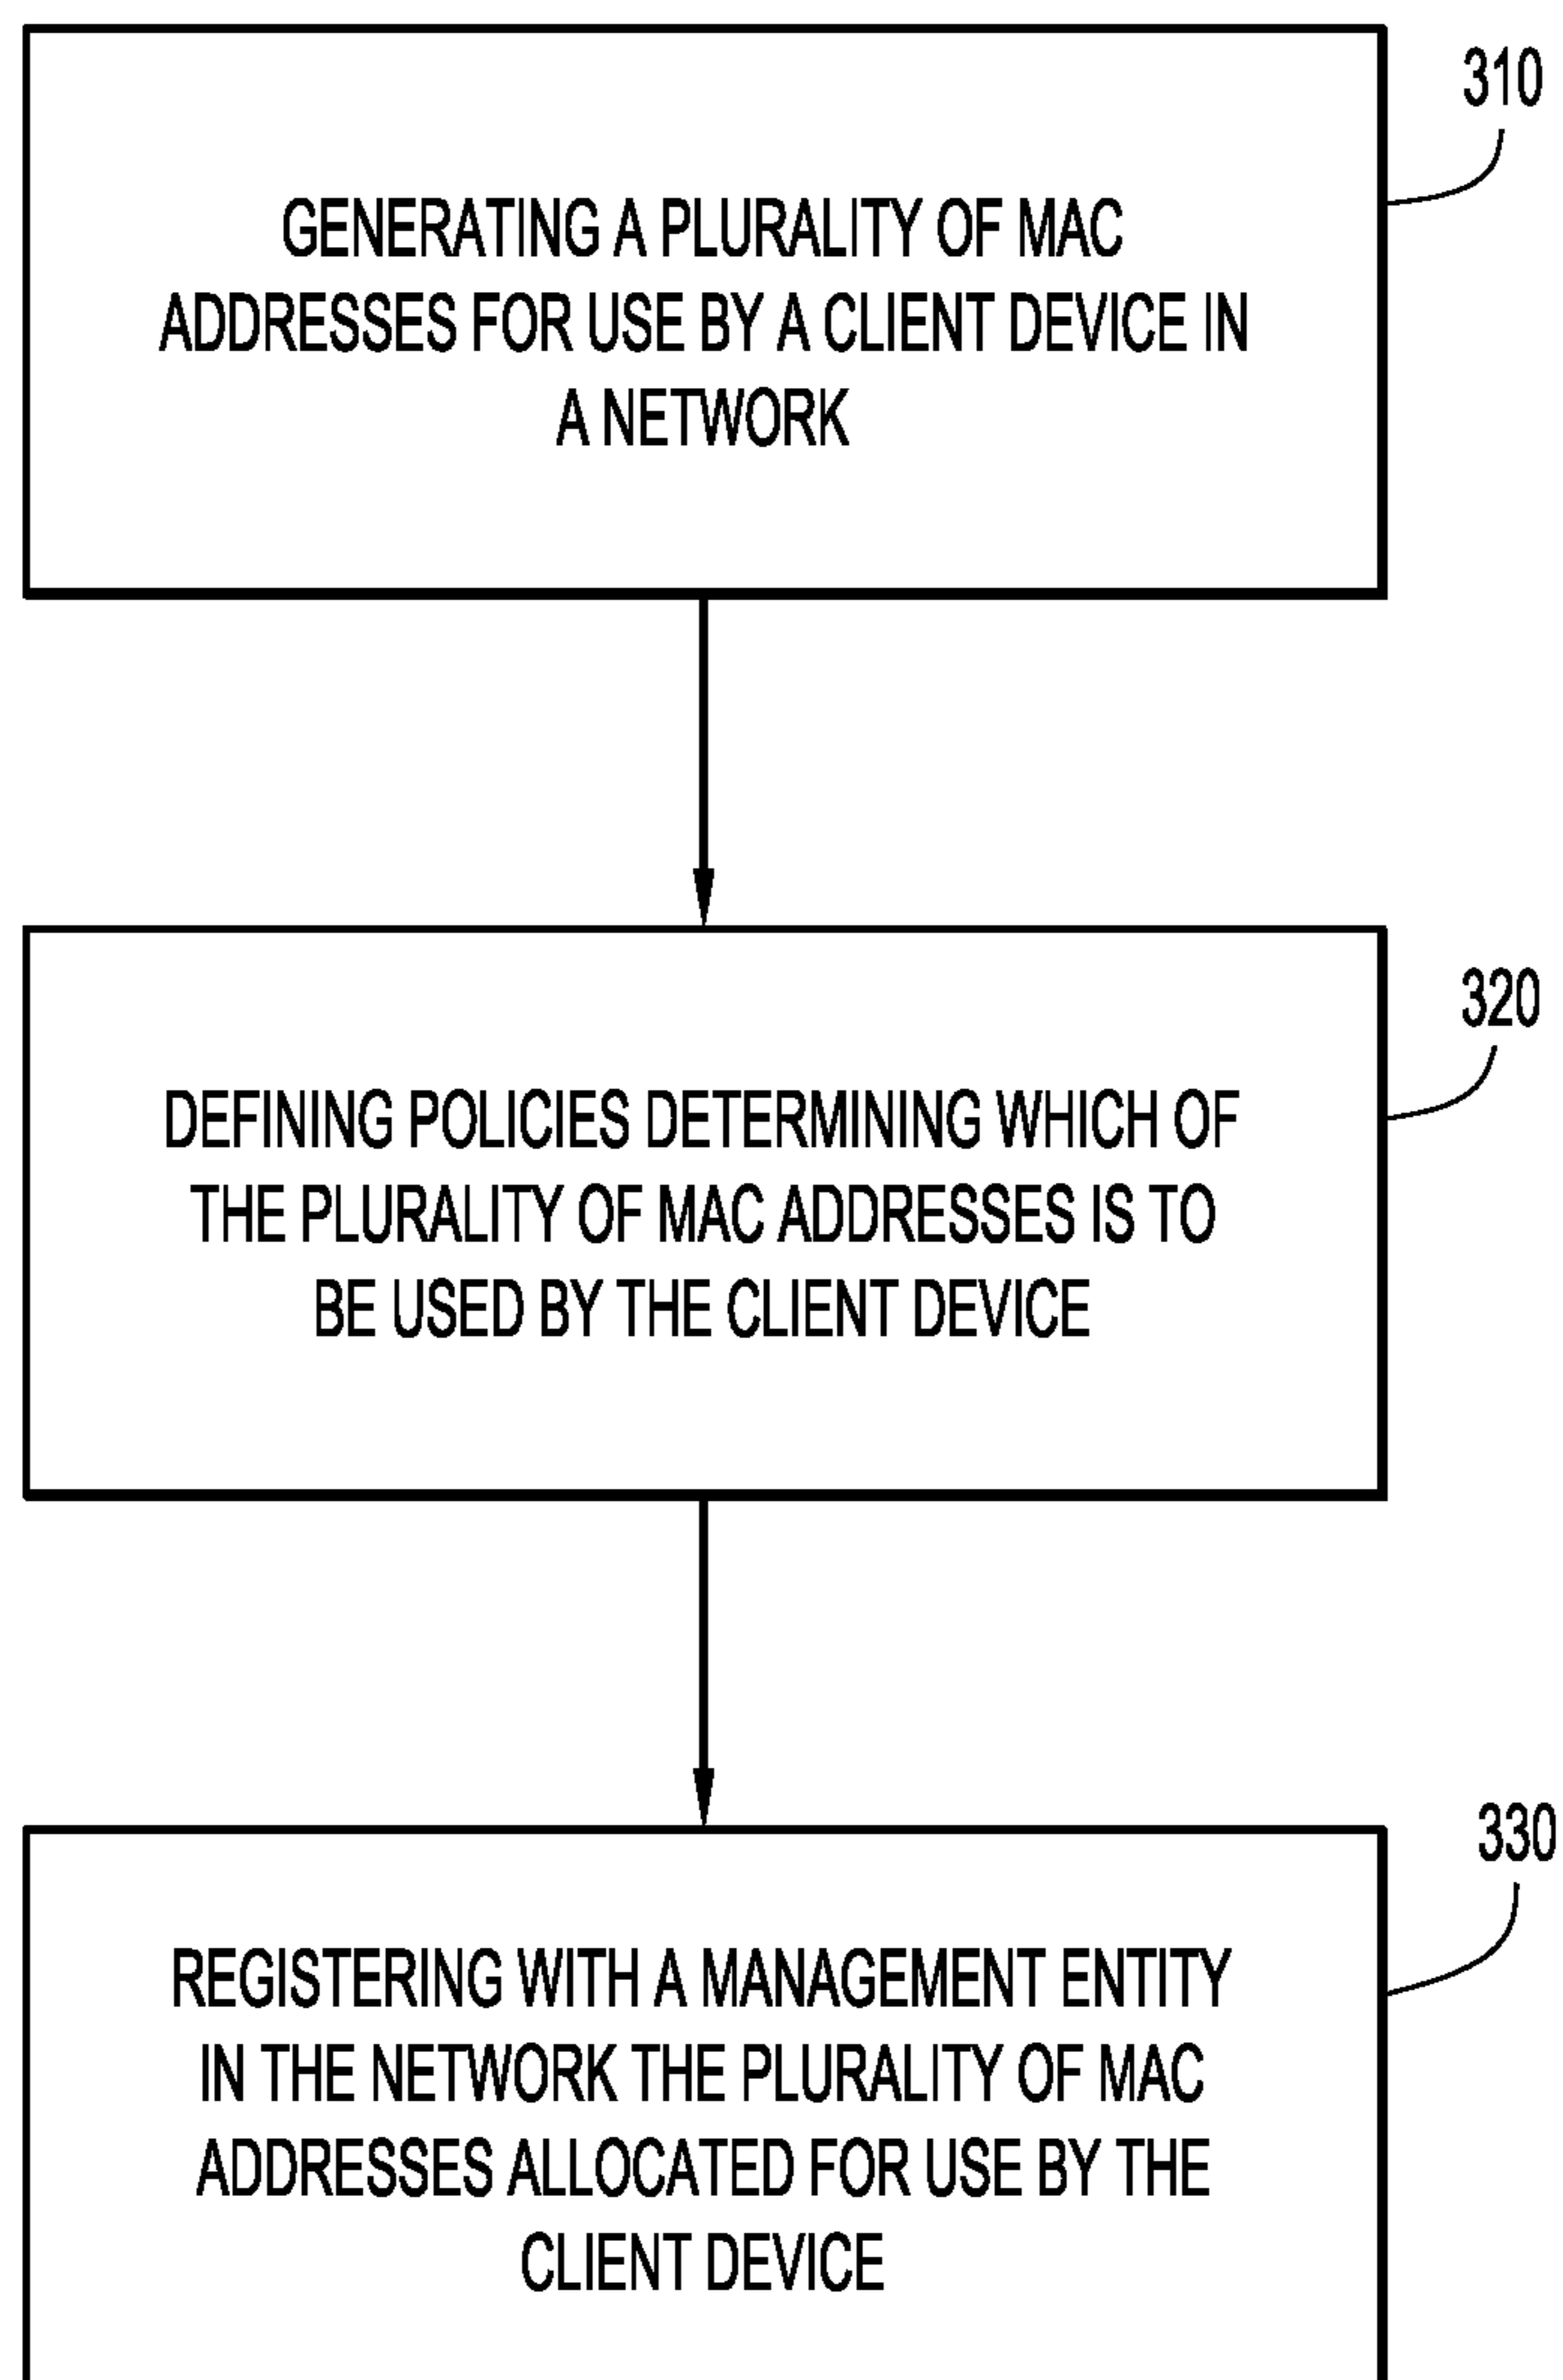 310
GENERATING A PLURALITY OF MAC
ADDRESSES FOR USE BY A CLIENT DEVICE IN
A NETWORK
320
DEFINING POLICIES DETERMINING WHICH OF
THE PLURALITY OF MAC ADDRESSES IS TO
BE USED BY THE CLIENT DEVICE
330
REGISTERING WITH A MANAGEMENT ENTITY
IN THE NETWORK THE PLURALITY OF MAC
ADDRESSES ALLOCATED FOR USE BY THE
CLIENT DEVICE